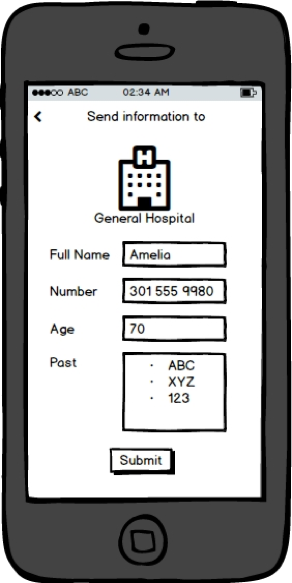 ABC 02:34 AM
Send information to
H
General Hospital
Full Name Amelia
Number 301 555 9980
Age 70
Past · ABC
· XYZ
· 123
Submit